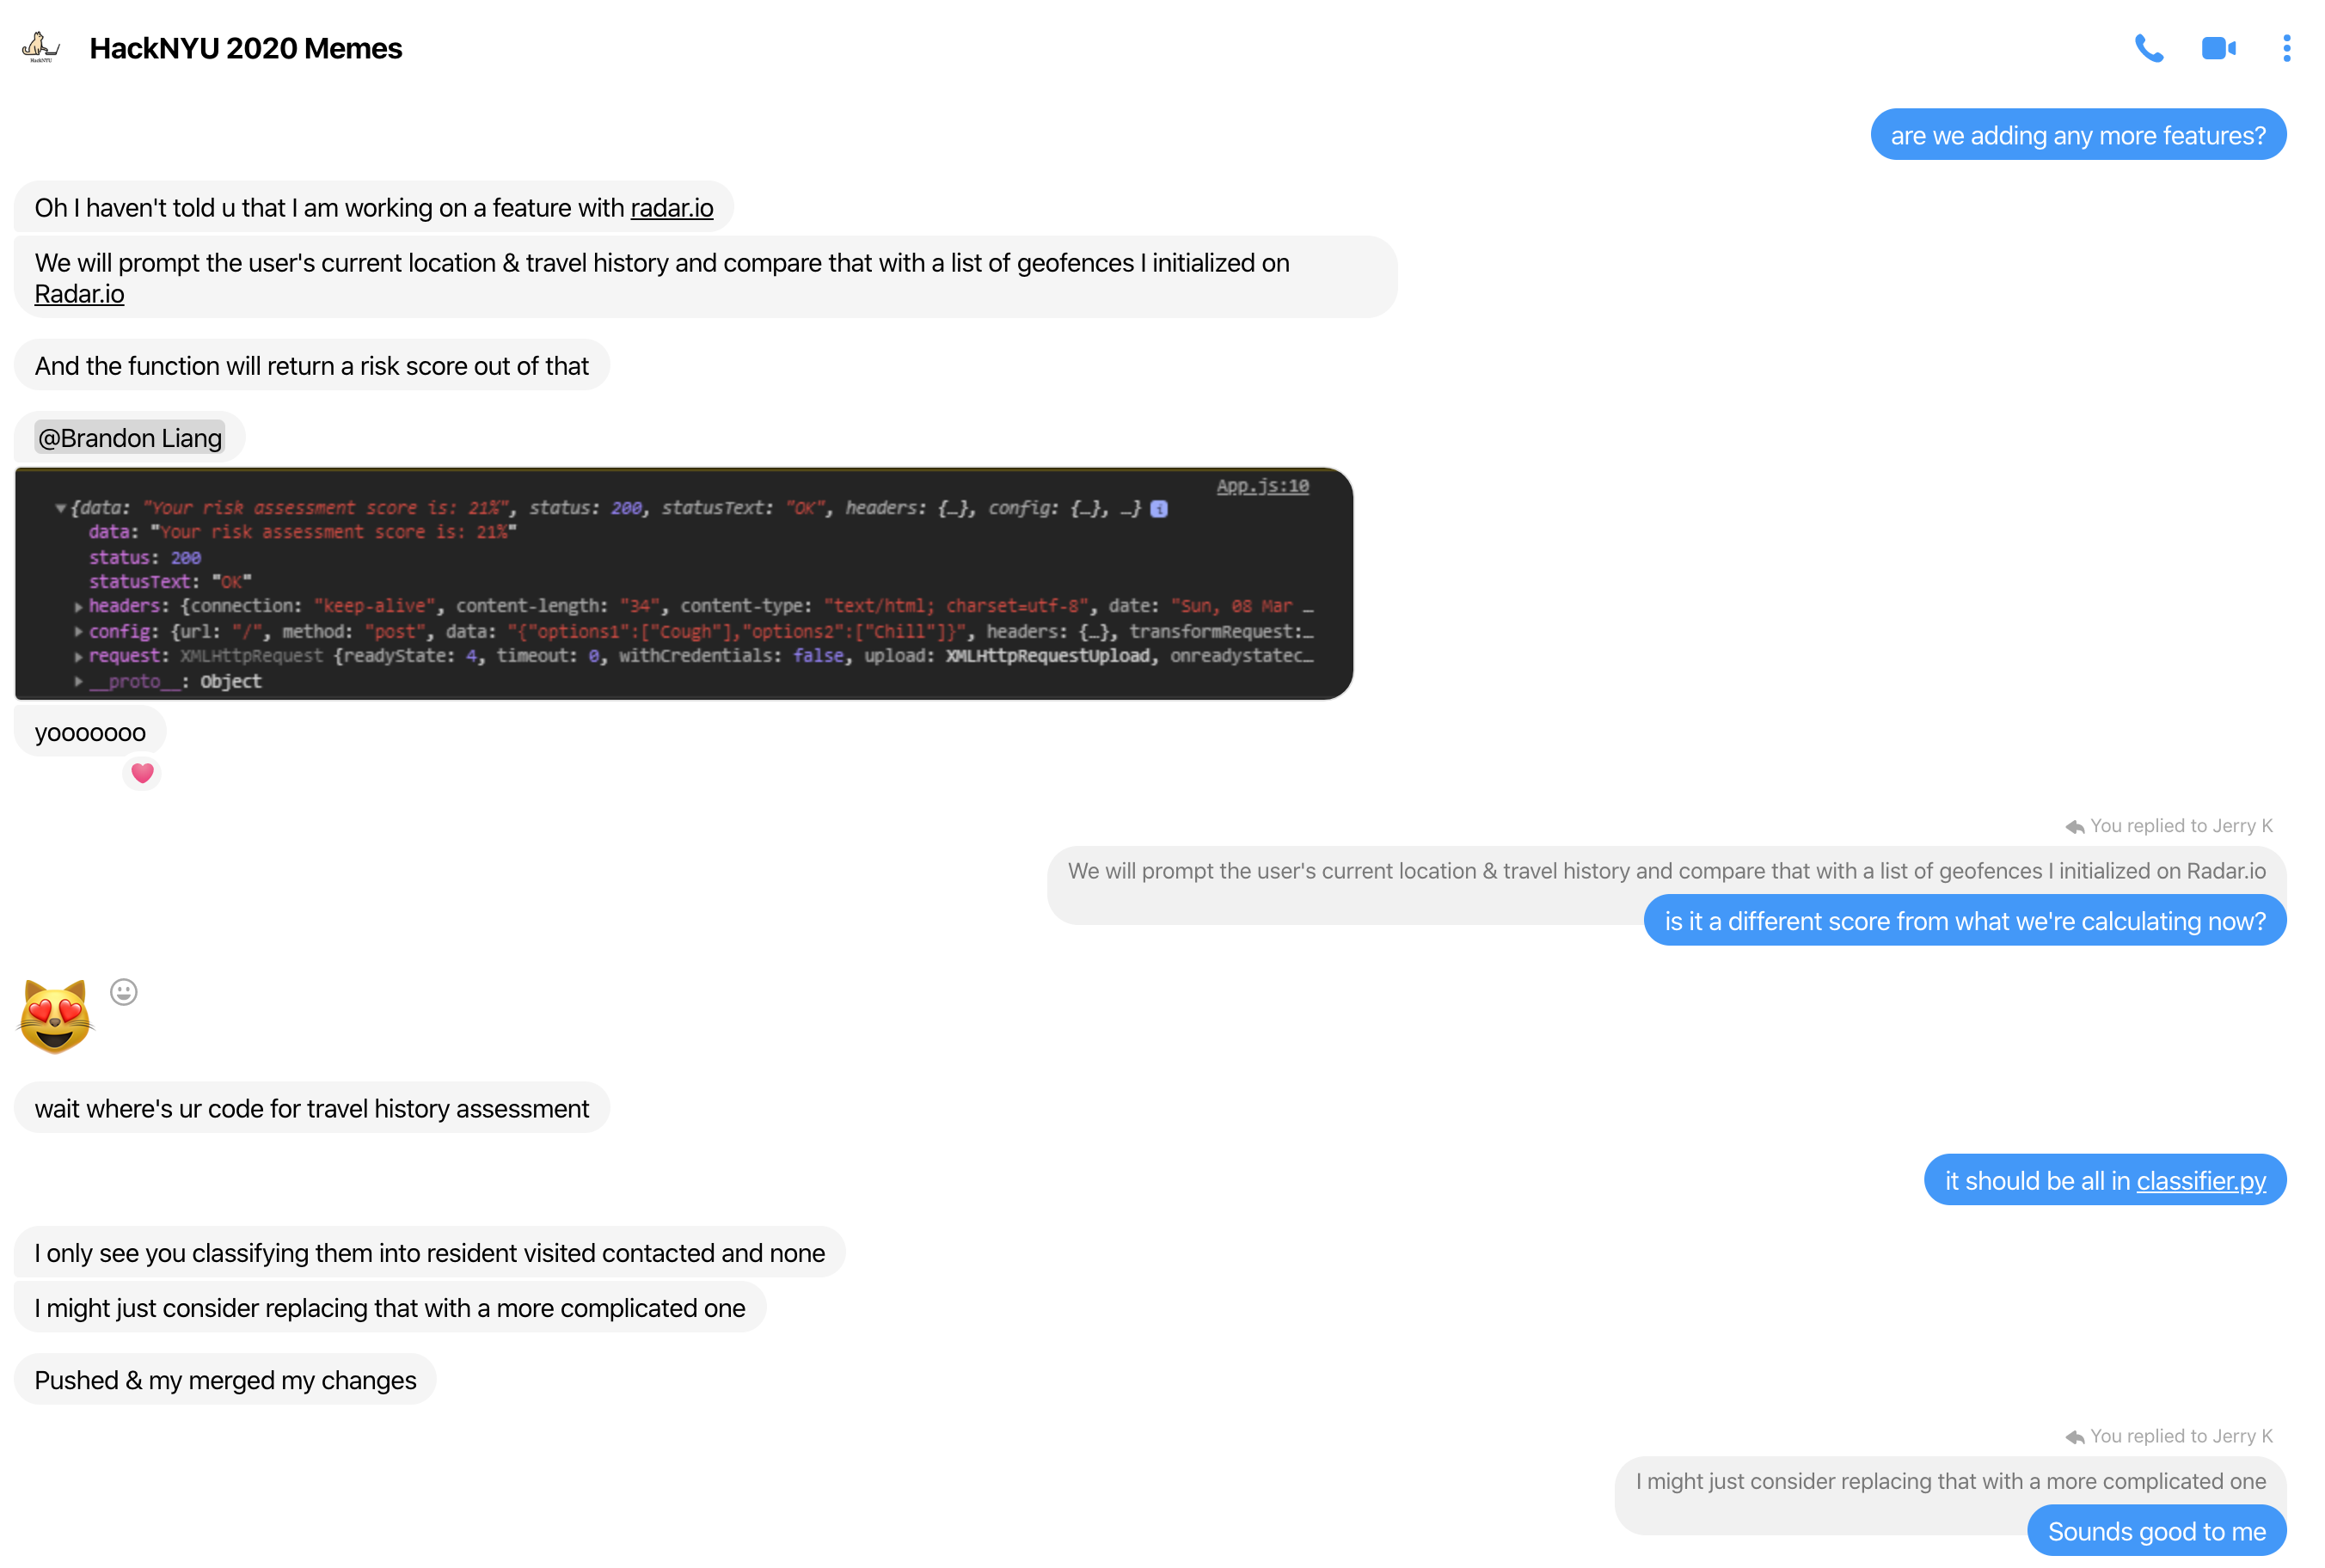 HackNYU
HackNYU 2020 Memes
are we adding any more features?
Oh I haven't told u that I am working on a feature with radar.io
We will prompt the user's current location & travel history and compare that with a list of geofences I initialized on
Radar.io
And the function will return a risk score out of that
@Brandon Liang
App.js:10
▼{data: "Your risk assessment score is: 21%", status: 200, statusText: "OK", headers: {…}, config: {…}, …} i
data: "Your risk assessment score is: 21%"
status: 200
statusText: "OK"
▶headers: {connection: "keep-alive", content-length: "34", content-type: "text/html; charset=utf-8", date: "Sun, 08 Mar …
▶config: {url: "/", method: "post", data: "{"options1":["Cough"],"options2":["Chill"]}", headers: {…}, transformRequest:…
▶request: XMLHttpRequest {readyState: 4, timeout: 0, withCredentials: false, upload: XMLHttpRequestUpload, onreadystatec…
▶__proto__: Object
yooooooo
You replied to Jerry K
We will prompt the user's current location & travel history and compare that with a list of geofences I initialized on Radar.io
is it a different score from what we're calculating now?
wait where's ur code for travel history assessment
it should be all in classifier.py
I only see you classifying them into resident visited contacted and none
I might just consider replacing that with a more complicated one
Pushed & my merged my changes
You replied to Jerry K
I might just consider replacing that with a more complicated one
Sounds good to me